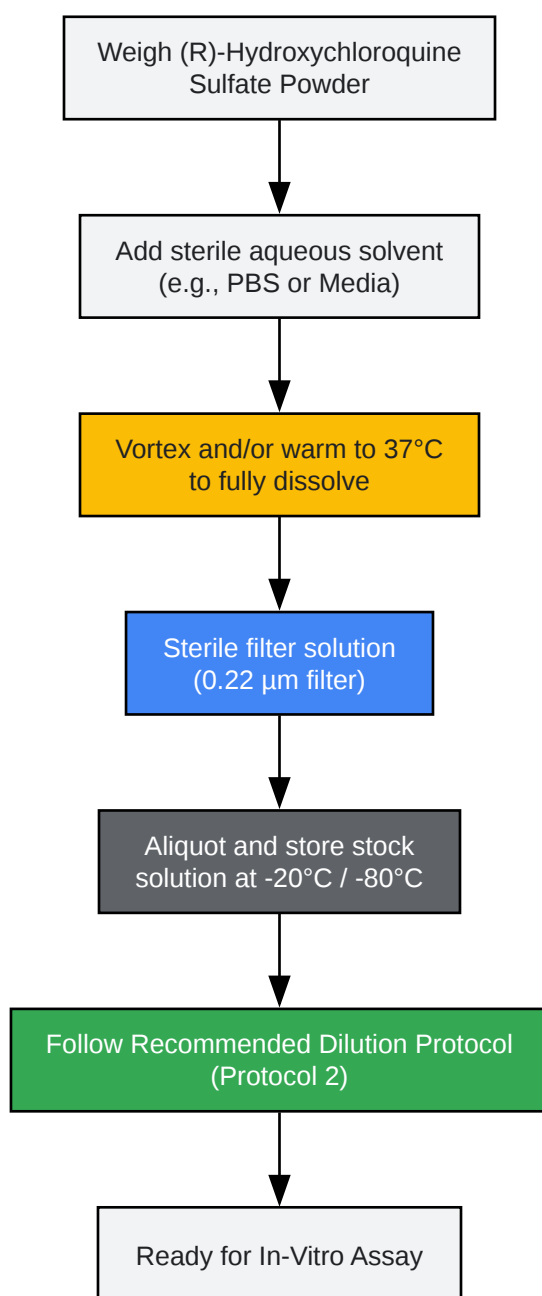 Weigh (R)-Hydroxychloroquine
Sulfate Powder
Add sterile aqueous solvent
(e.g., PBS or Media)
Vortex and/or warm to 37°C
to fully dissolve
Sterile filter solution
(0.22 µm filter)
Aliquot and store stock
solution at -20°C / -80°C
Follow Recommended Dilution Protocol
(Protocol 2)
Ready for In-Vitro Assay